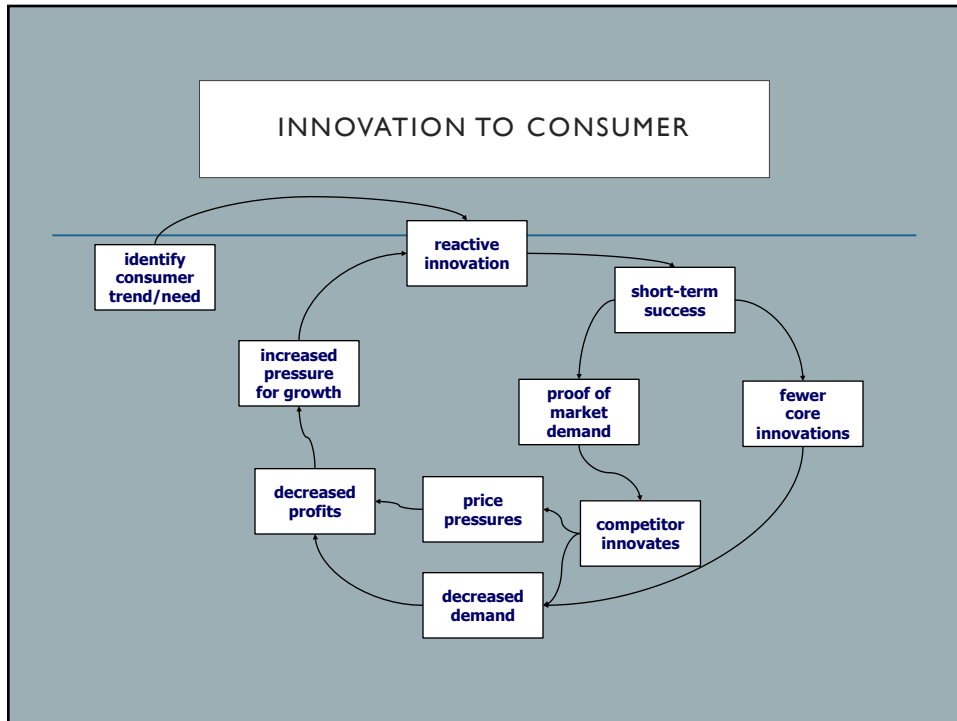 INNOVATION TO CONSUMER
identify
consumer
trend/need
reactive
innovation
short-term
success
increased
pressure
for growth
proof of
market
demand
fewer
core
innovations
decreased
profits
price
pressures
competitor
innovates
decreased
demand